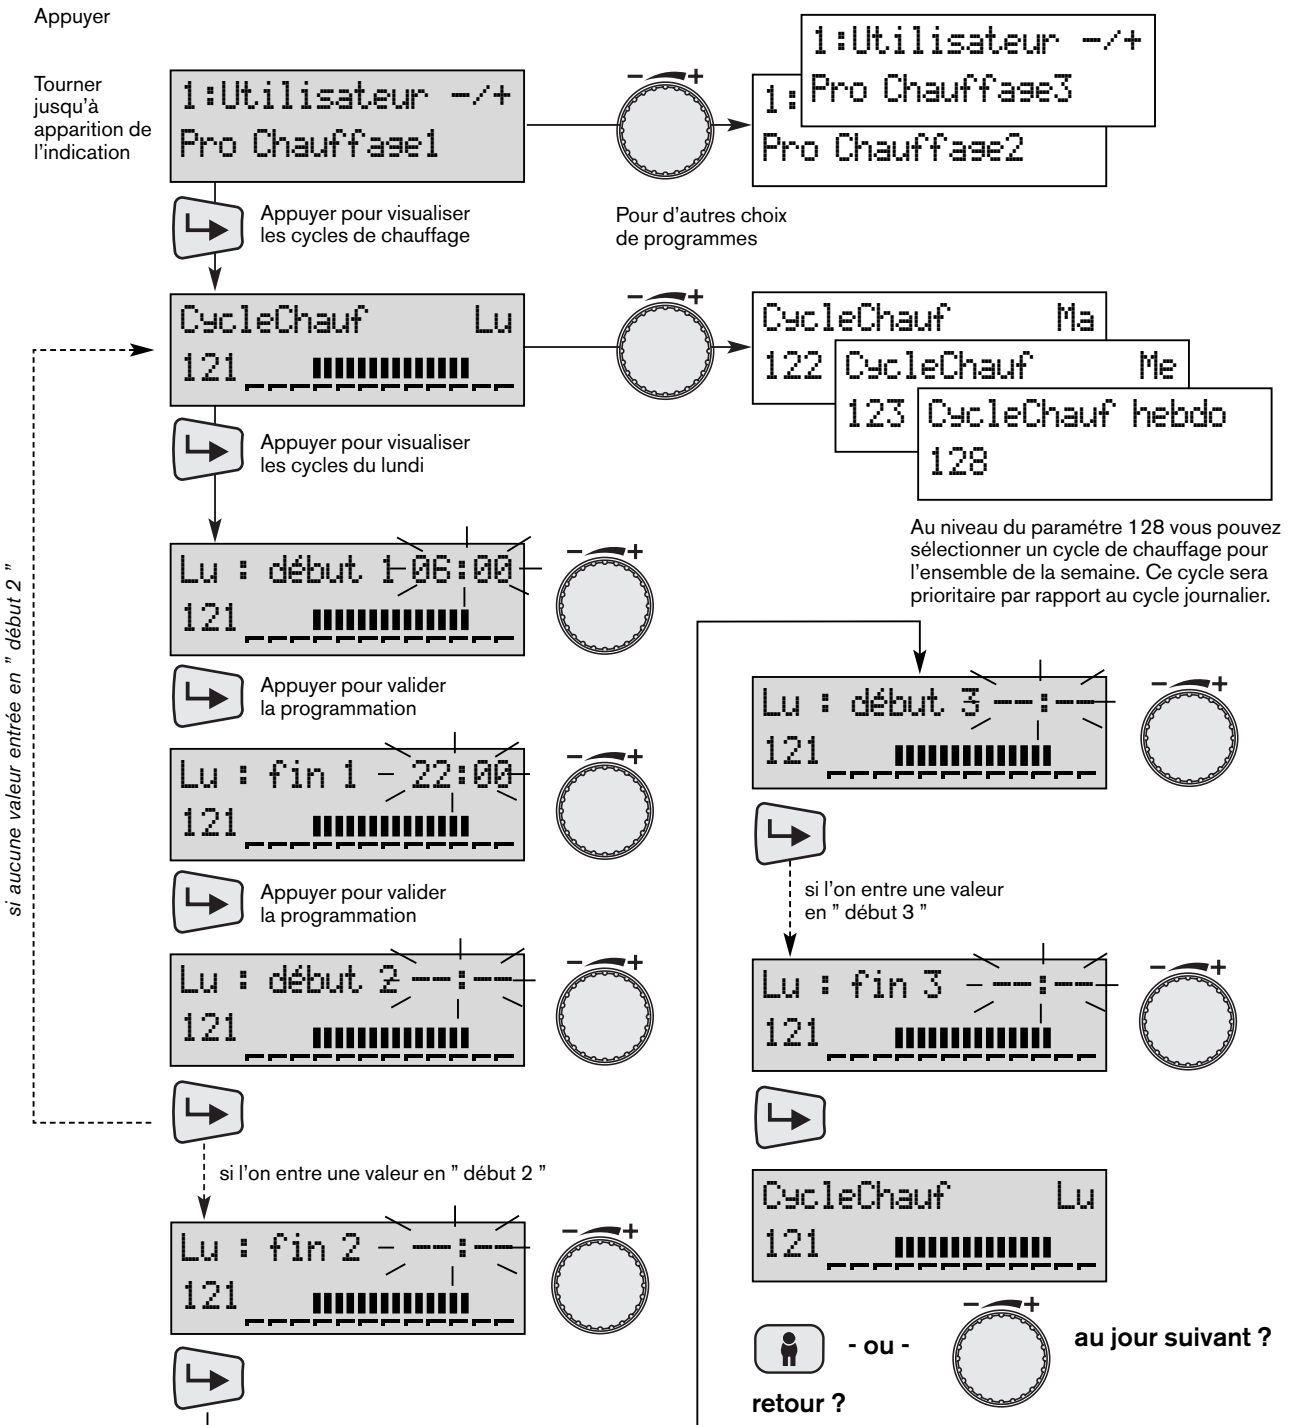 Appuyer
Tourner
jusqu'à
apparition de
l'indication
1:Utilisateur -/+
Pro Chauffage1
- +
1:Utilisateur -/+
Pro Chauffage3
1:
Pro Chauffage2
Appuyer pour visualiser
les cycles de chauffage
Pour d'autres choix
de programmes
CycleChauf Lu
121
- +
CycleChauf Ma
122
CycleChauf Me
123
CycleChauf hebdo
128
Appuyer pour visualiser
les cycles du lundi
Au niveau du paramétre 128 vous pouvez
sélectionner un cycle de chauffage pour
l'ensemble de la semaine. Ce cycle sera
prioritaire par rapport au cycle journalier.
si aucune valeur entrée en " début 2 "
Lu : début 1 06:00
121
- +
Appuyer pour valider
la programmation
Lu : fin 1 22:00
121
- +
Appuyer pour valider
la programmation
Lu : début 2 --:--
121
- +
si l'on entre une valeur en " début 2 "
Lu : fin 2 --:--
121
- +
Lu : début 3 --:--
121
- +
si l'on entre une valeur
en " début 3 "
Lu : fin 3 --:--
121
- +
CycleChauf Lu
121
- +
- ou -
au jour suivant ?
retour ?